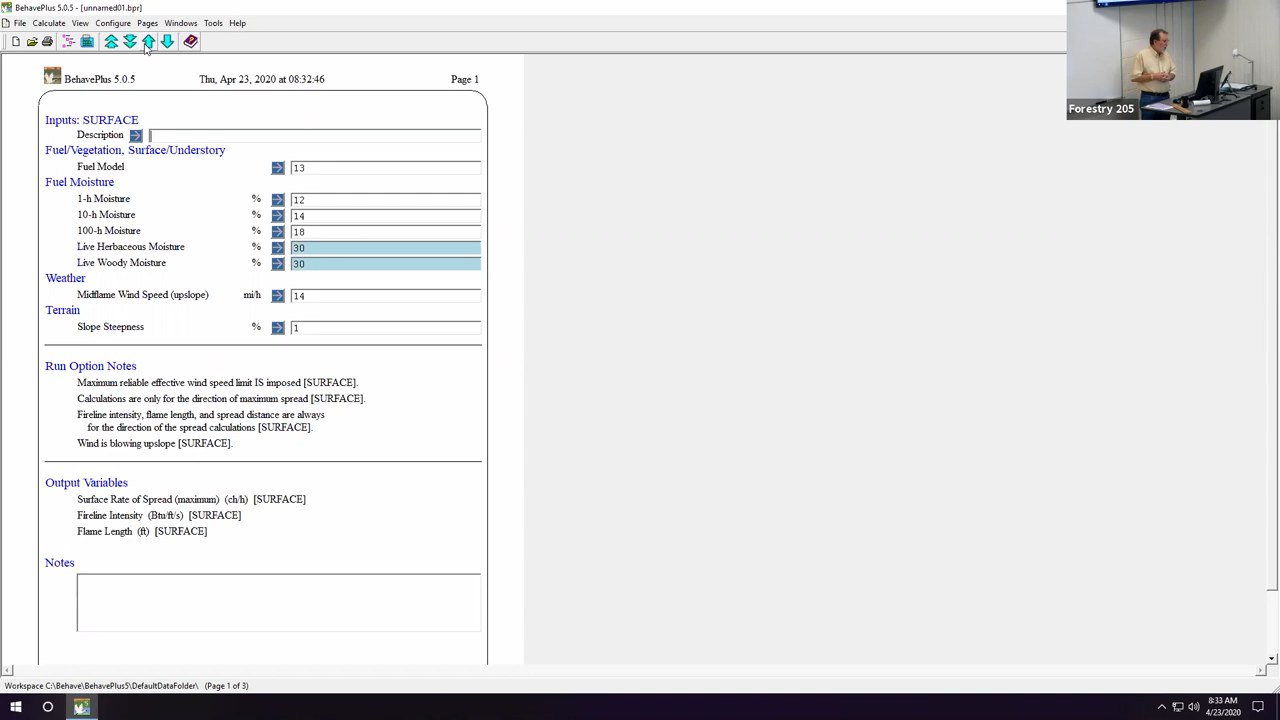 BehavePlus 5.0.5 - [unnamed01.bpr]
File Calculate View Configure Pages Windows Tools Help
BehavePlus 5.0.5 Thu, Apr 23, 2020 at 08:32:46 Page 1
Inputs: SURFACE
Description
Fuel/Vegetation, Surface/Understory
Fuel Model 13
Fuel Moisture
1-h Moisture % 12
10-h Moisture % 14
100-h Moisture % 18
Live Herbaceous Moisture % 30
Live Woody Moisture % 30
Weather
Midflame Wind Speed (upslope) mi/h 14
Terrain
Slope Steepness % 1
Run Option Notes
Maximum reliable effective wind speed limit IS imposed [SURFACE].
Calculations are only for the direction of maximum spread [SURFACE].
Fireline intensity, flame length, and spread distance are always
for the direction of the spread calculations [SURFACE].
Wind is blowing upslope [SURFACE].
Output Variables
Surface Rate of Spread (maximum) (ch/h) [SURFACE]
Fireline Intensity (Btu/ft/s) [SURFACE]
Flame Length (ft) [SURFACE]
Notes
Workspace C:\Behave\BehavePlus5\DefaultDataFolder\ (Page 1 of 3)
Forestry 205
8:33 AM
4/23/2020